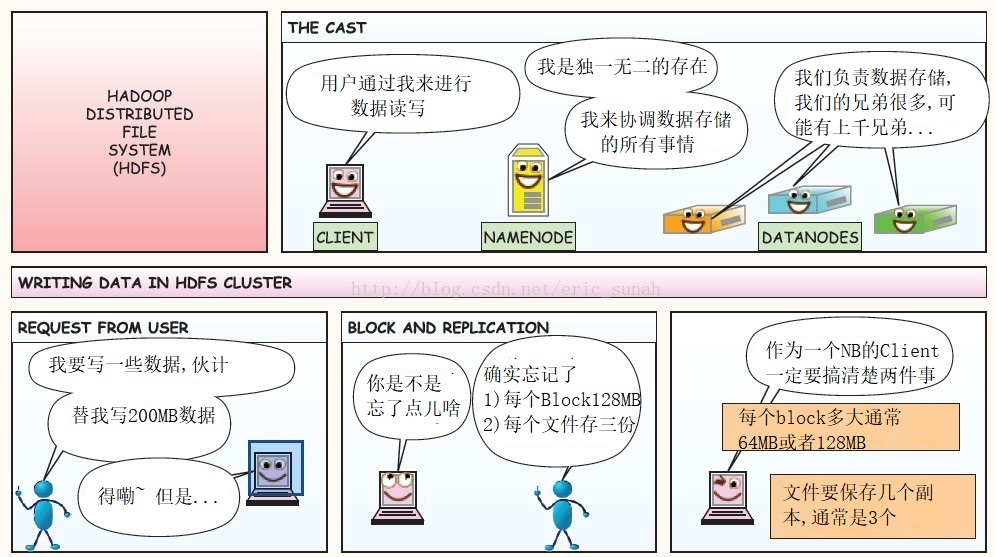 HADOOP
DISTRIBUTED
FILE
SYSTEM
(HDFS)
THE CAST
用户通过我来进行
数据读写
我是独一无二的存在
我来协调数据存储
的所有事情
我们负责数据存储,
我们的兄弟很多,可
能有上千兄弟...
CLIENT
NAMENODE
DATANODES
WRITING DATA IN HDFS CLUSTER
http://blog.csdn.net/eric_sunah
REQUEST FROM USER
我要写一些数据,伙计
替我写200MB数据
得嘞~ 但是...
BLOCK AND REPLICATION
你是不是
忘了点儿啥
确实忘记了
1)每个Block128MB
2)每个文件存三份
作为一个NB的Client
一定要搞清楚两件事
每个block多大通常
64MB或者128MB
文件要保存几个副
本,通常是3个